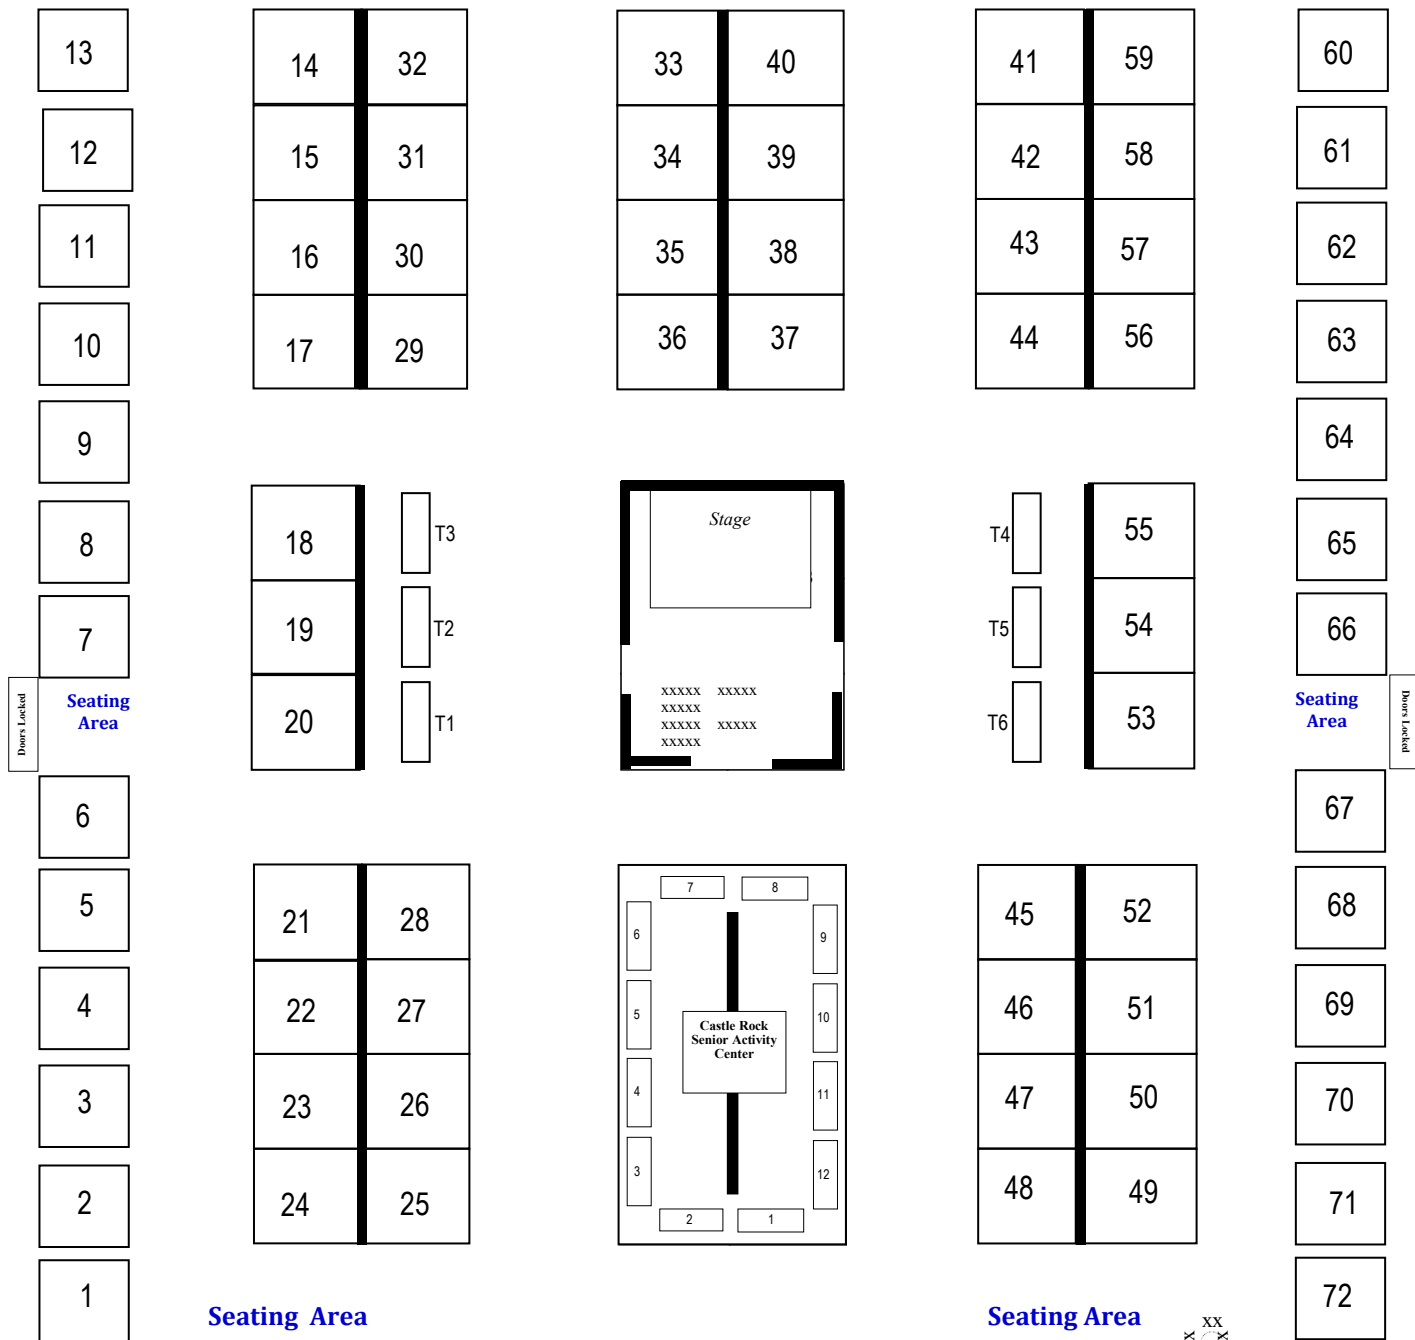 13 14 32 33 40 41 59 60
12 15 31 34 39 42 58 61
11 16 30 35 38 43 57 62
10 17 29 36 37 44 56 63
9 64
18 T3 Stage T4 55
8 65
7 19 T2 T5 54 66
Doors Locked
Seating
Area
20 T1
xxxxx xxxxx
xxxxx
xxxxx xxxxx
xxxxx
T6 53
Seating
Area
Doors Locked
6 67
7 8
5 21 28 6 9 45 52 68
4 22 27 5 10 46 51 69
Castle Rock
Senior Activity
Center
3 23 26 4 11 47 50 70
2 24 25 3 12 48 49 71
2 1
1 72
Seating Area Seating Area
xx
x x